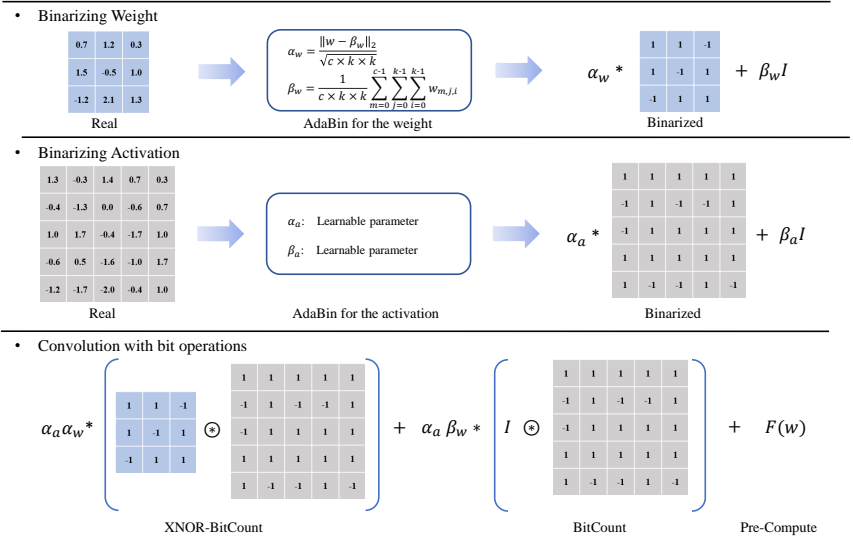 • Binarizing Weight
0.7 1.2 0.3
1.5 -0.5 1.0
-1.2 2.1 1.3
Real
α_w = ‖w − β_w‖₂ / √(c × k × k)
β_w = 1 / (c × k × k) ∑_{m=0}^{c-1} ∑_{j=0}^{k-1} ∑_{i=0}^{k-1} w_{m,j,i}
AdaBin for the weight
α_w *
1 1 -1
1 -1 1
-1 1 1
+ β_w I
Binarized
• Binarizing Activation
1.3 -0.3 1.4 0.7 0.3
-0.4 -1.3 0.0 -0.6 0.7
1.0 1.7 -0.4 -1.7 1.0
-0.6 0.5 -1.6 -1.0 1.7
-1.2 -1.7 -2.0 -0.4 1.0
Real
α_a: Learnable parameter
β_a: Learnable parameter
AdaBin for the activation
α_a *
1 1 1 1 1
-1 1 -1 -1 1
-1 1 1 1 1
1 1 1 1 1
1 -1 -1 1 -1
+ β_a I
Binarized
• Convolution with bit operations
α_a α_w *
1 1 -1
1 -1 1
-1 1 1
⊛
1 1 1 1 1
-1 1 -1 -1 1
1 1 1 1 1
1 1 1 1 1
1 -1 -1 1 1
+ α_a β_w *
I ⊛
1 1 1 1 1
-1 1 -1 -1 1
1 1 1 1 1
1 1 1 1 1
1 -1 -1 1 -1
+ F(w)
XNOR-BitCount
BitCount
Pre-Compute